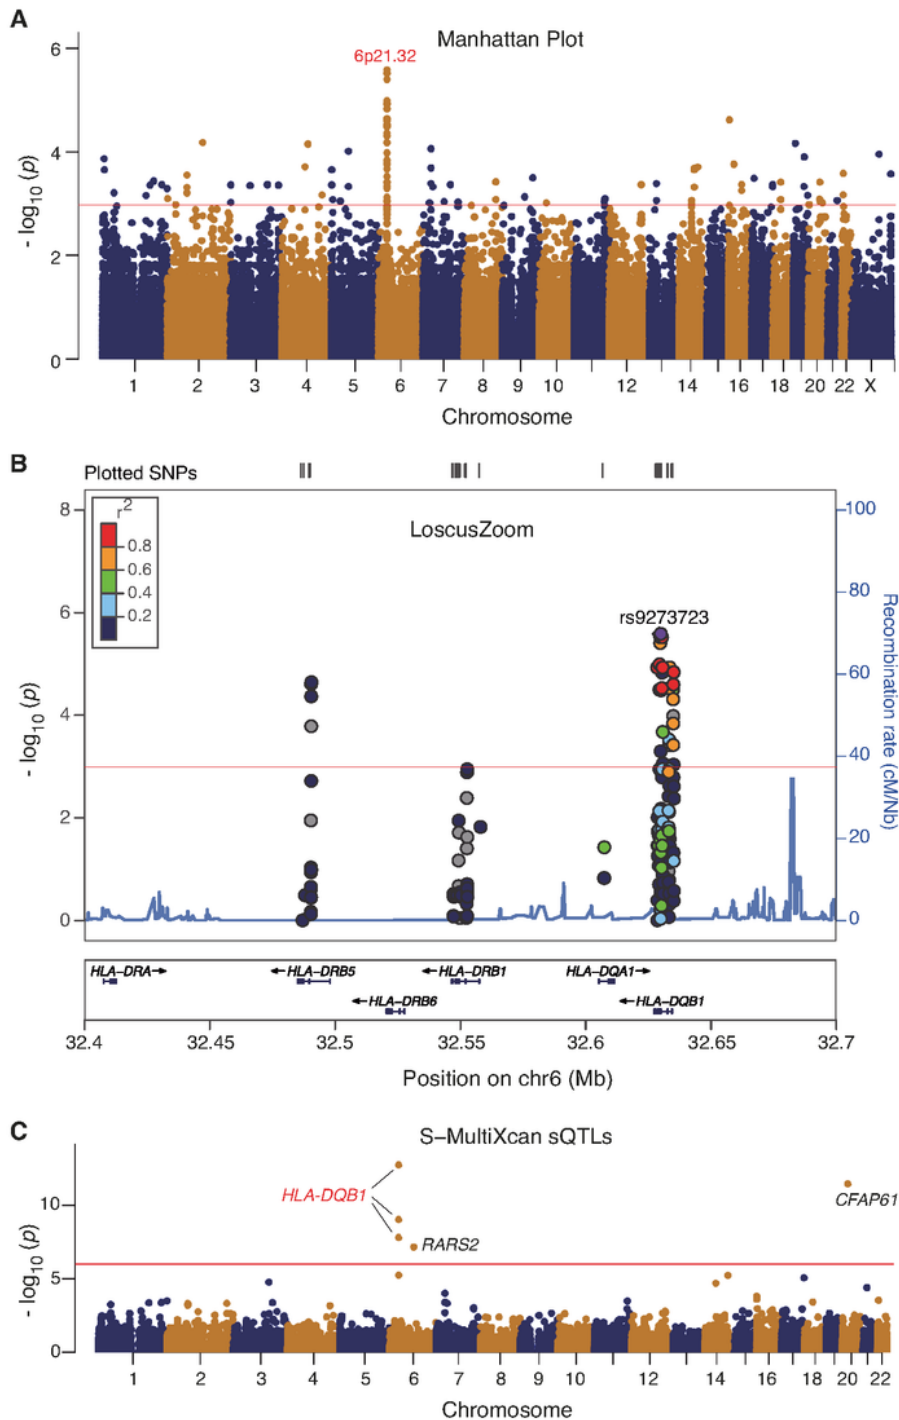 A
Manhattan Plot
6p21.32
6
4
2
0
- log10 (p)
1 2 3 4 5 6 7 8 9 10 12 14 16 18 20 22 X
Chromosome
B
Plotted SNPs
r2
0.8
0.6
0.4
0.2
LoscusZoom
rs9273723
8
6
4
2
0
- log10 (p)
100
80
60
40
20
0
Recombination rate (cM/Nb)
HLA-DRA
HLA-DRB5
HLA-DRB1
HLA-DQA1
HLA-DRB6
HLA-DQB1
32.4 32.45 32.5 32.55 32.6 32.65 32.7
Position on chr6 (Mb)
C
S-MultiXcan sQTLs
HLA-DQB1
RARS2
CFAP61
10
5
0
- log10 (p)
1 2 3 4 5 6 7 8 9 10 12 14 16 18 20 22
Chromosome